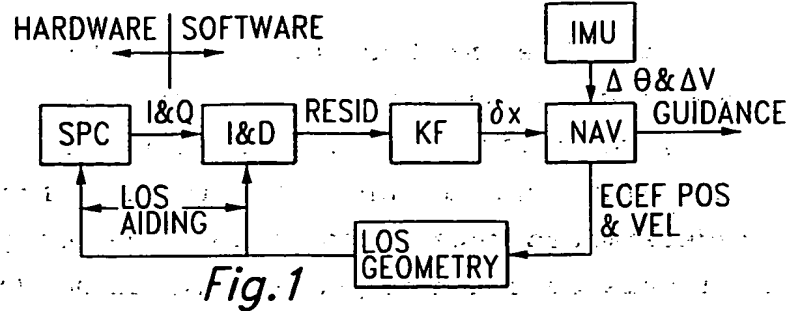 HARDWARE SOFTWARE
IMU
Δ θ & ΔV
SPC
I&Q
I&D
RESID
KF
δx
NAV
GUIDANCE
LOS
AIDING
ECEF POS
& VEL
LOS
GEOMETRY
Fig.1